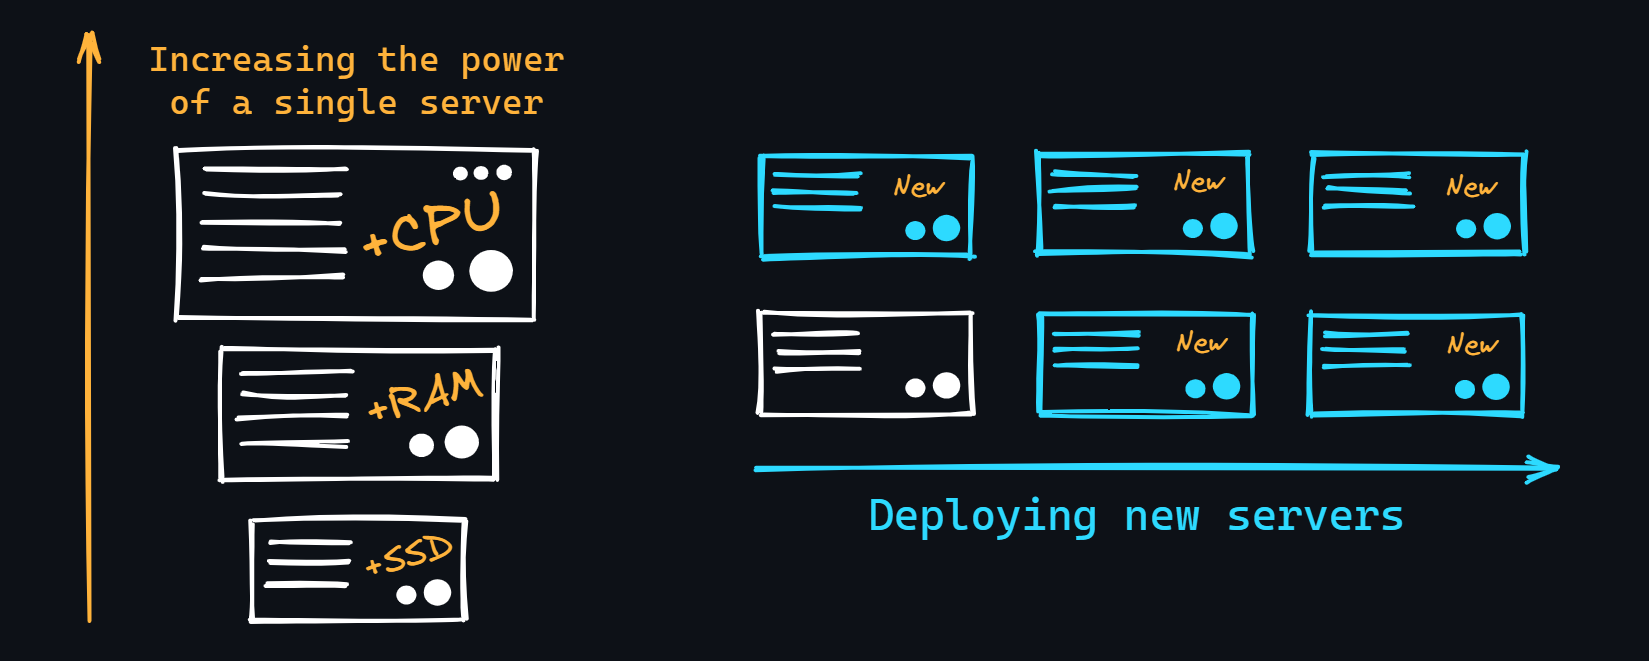 Increasing the power
of a single server
+CPU
+RAM
+SSD
New
New
New
New
New
Deploying new servers